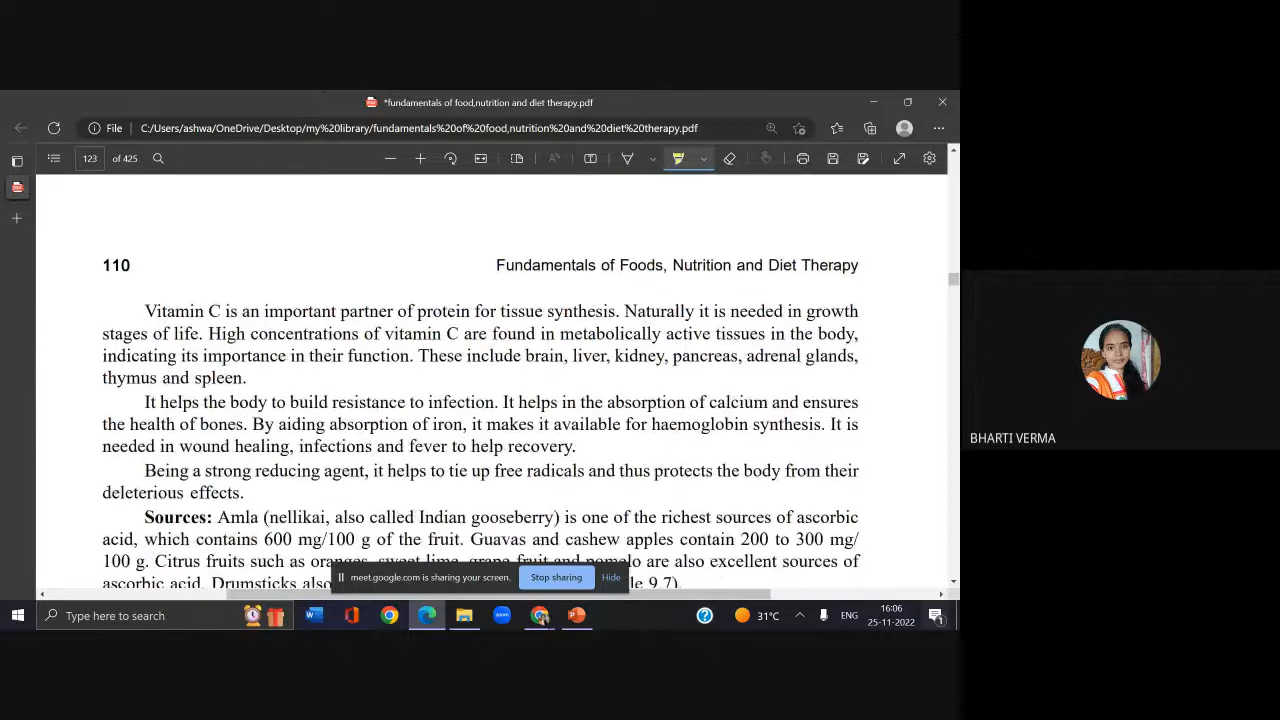 *fundamentals of food,nutrition and diet therapy.pdf
File
C:/Users/ashwa/OneDrive/Desktop/my%20library/fundamentals%20of%20food,nutrition%20and%20diet%20therapy.pdf
123 of 425
110
Fundamentals of Foods, Nutrition and Diet Therapy
Vitamin C is an important partner of protein for tissue synthesis. Naturally it is needed in growth
stages of life. High concentrations of vitamin C are found in metabolically active tissues in the body,
indicating its importance in their function. These include brain, liver, kidney, pancreas, adrenal glands,
thymus and spleen.
It helps the body to build resistance to infection. It helps in the absorption of calcium and ensures
the health of bones. By aiding absorption of iron, it makes it available for haemoglobin synthesis. It is
needed in wound healing, infections and fever to help recovery.
Being a strong reducing agent, it helps to tie up free radicals and thus protects the body from their
deleterious effects.
Sources: Amla (nellikai, also called Indian gooseberry) is one of the richest sources of ascorbic
acid, which contains 600 mg/100 g of the fruit. Guavas and cashew apples contain 200 to 300 mg/
100 g. Citrus fruits such as oranges, sweet lime, grape fruit and pomelo are also excellent sources of
ascorbic acid. Drumsticks also 9.7).
meet.google.com is sharing your screen.
Stop sharing
Hide
BHARTI VERMA
Type here to search
31°C
ENG
16:06
25-11-2022
1